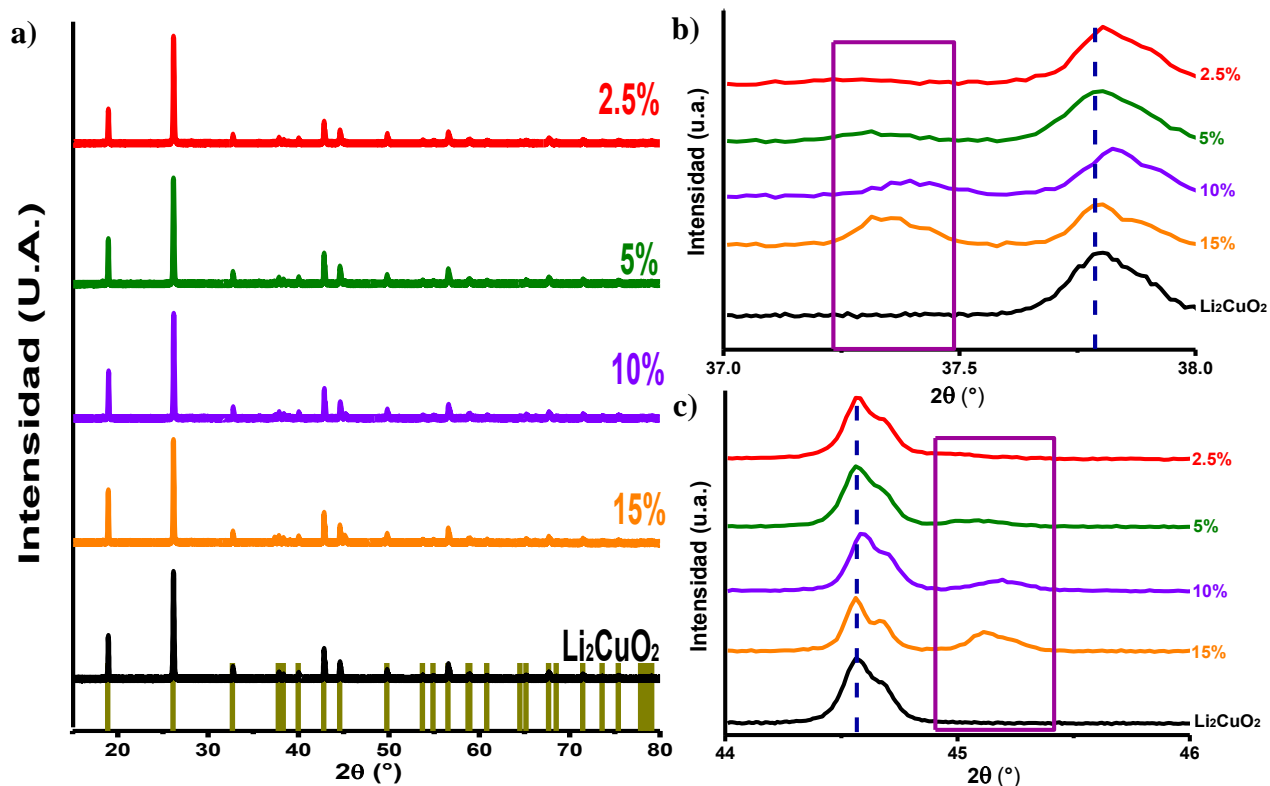 a)
Intensidad (U.A.)
2.5%
5%
10%
15%
Li₂CuO₂
20 30 40 50 60 70 80
2θ (°)
b)
Intensidad (u.a.)
2.5%
5%
10%
15%
Li₂CuO₂
37.0 37.5 38.0
2θ (°)
c)
Intensidad (u.a.)
2.5%
5%
10%
15%
Li₂CuO₂
44 45 46
2θ (°)